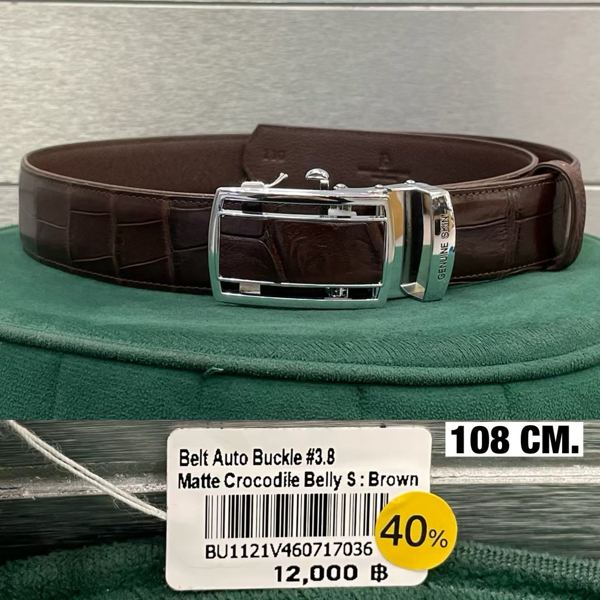 GENUINE SKIN
108 CM.
Belt Auto Buckle #3.8
Matte Crocodile Belly S : Brown
BU1121V460717036
40%
12,000 ฿